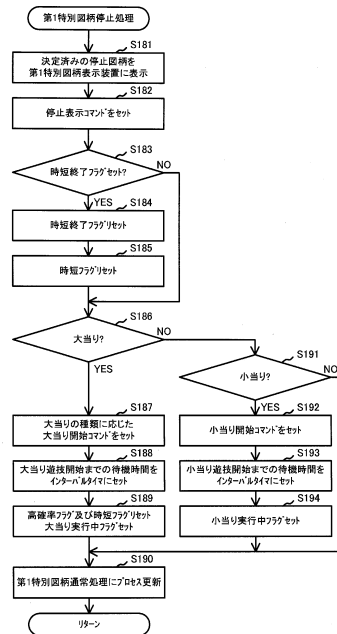 第1特別図柄停止処理
S181
決定済みの停止図柄を
第1特別図柄表示装置に表示
S182
停止表示コマンドをセット
S183
時短終了フラグセット?
NO
YES
S184
時短終了フラグリセット
S185
時短フラグリセット
S186
大当り?
NO
YES
S191
小当り?
NO
YES
S187
大当りの種類に応じた
大当り開始コマンドをセット
S192
小当り開始コマンドをセット
S188
大当り遊技開始までの待機時間を
インターバルタイマにセット
S193
小当り遊技開始までの待機時間を
インターバルタイマにセット
S189
高確率フラグ及び時短フラグリセット
大当り実行中フラグセット
S194
小当り実行中フラグセット
S190
第1特別図柄通常処理にプロセス更新
リターン